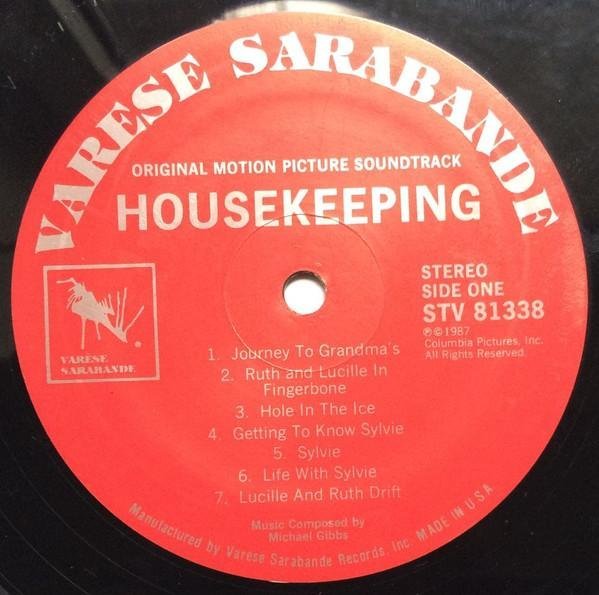 VARESE SARABANDE
ORIGINAL MOTION PICTURE SOUNDTRACK
HOUSEKEEPING
VARESE
SARABANDE
STEREO
SIDE ONE
STV 81338
℗©1987
Columbia Pictures, Inc.
All Rights Reserved.
1. Journey To Grandma's
2. Ruth and Lucille In
Fingerbone
3. Hole In The Ice
4. Getting To Know Sylvie
5. Sylvie
6. Life With Sylvie
7. Lucille And Ruth Drift
Music Composed by
Michael Gibbs
Manufactured by Varese Sarabande Records, Inc. MADE IN U.S.A.